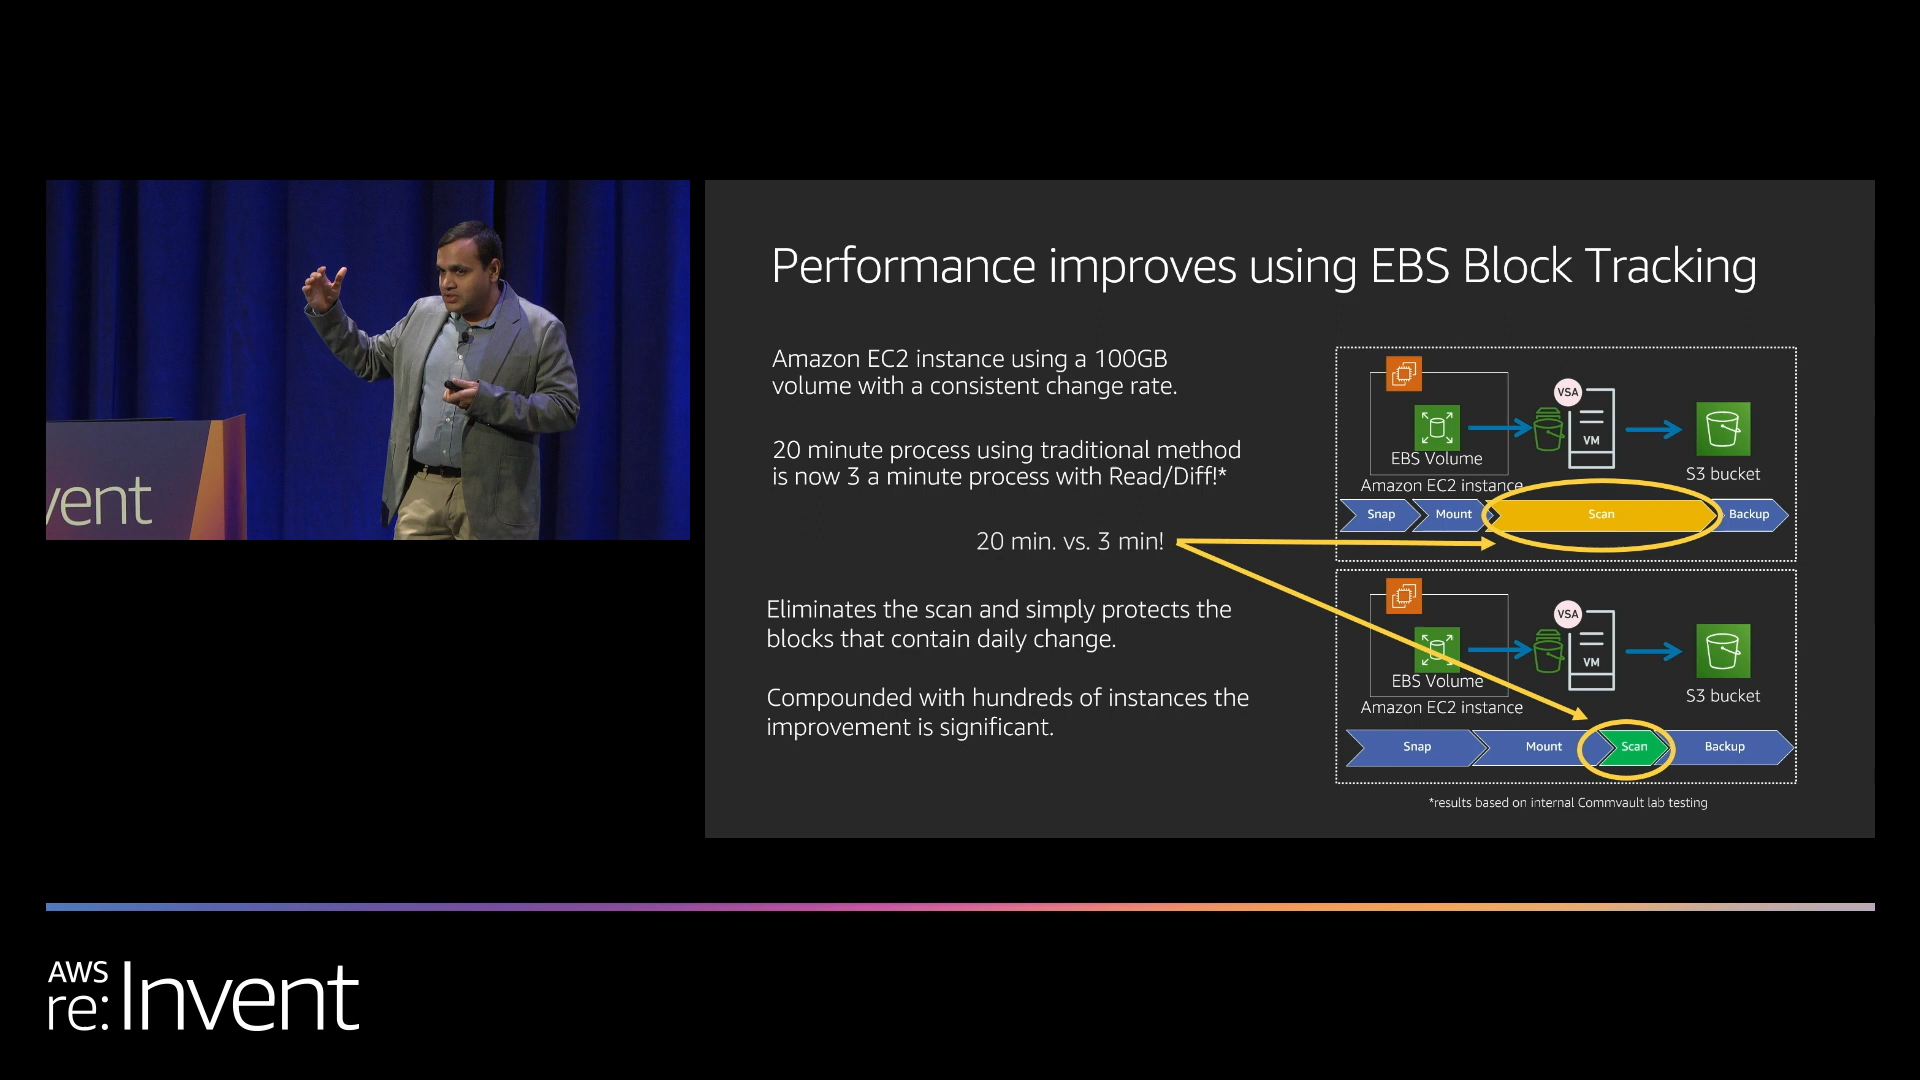 vent
Performance improves using EBS Block Tracking
Amazon EC2 instance using a 100GB
volume with a consistent change rate.
20 minute process using traditional method
is now 3 a minute process with Read/Diff!*
20 min. vs. 3 min!
Eliminates the scan and simply protects the
blocks that contain daily change.
Compounded with hundreds of instances the
improvement is significant.
VSA
VM
EBS Volume
S3 bucket
Amazon EC2 instance
Snap
Mount
Scan
Backup
VSA
VM
EBS Volume
S3 bucket
Amazon EC2 instance
Snap
Mount
Scan
Backup
*results based on internal Commvault lab testing
AWS
re:Invent